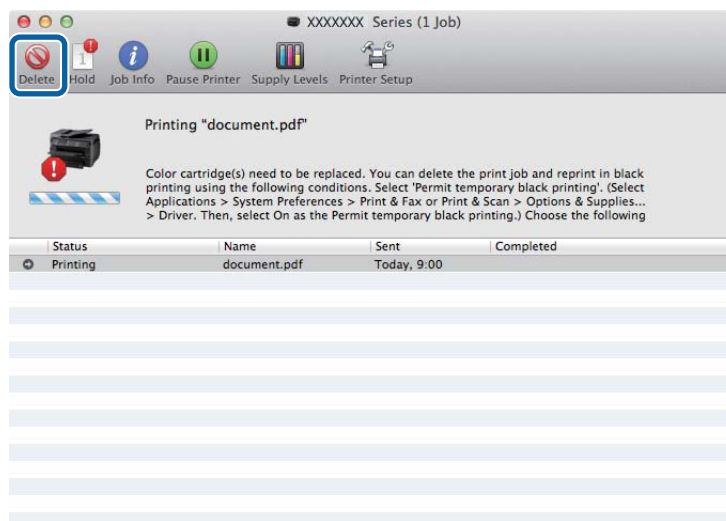 XXXXXXX Series (1 Job)
1
Delete Hold Job Info Pause Printer Supply Levels Printer Setup
Printing "document.pdf"
Color cartridge(s) need to be replaced. You can delete the print job and reprint in black
printing using the following conditions. Select 'Permit temporary black printing'. (Select
Applications > System Preferences > Print & Fax or Print & Scan > Options & Supplies...
> Driver. Then, select On as the Permit temporary black printing.) Choose the following
Status Name Sent Completed
Printing document.pdf Today, 9:00